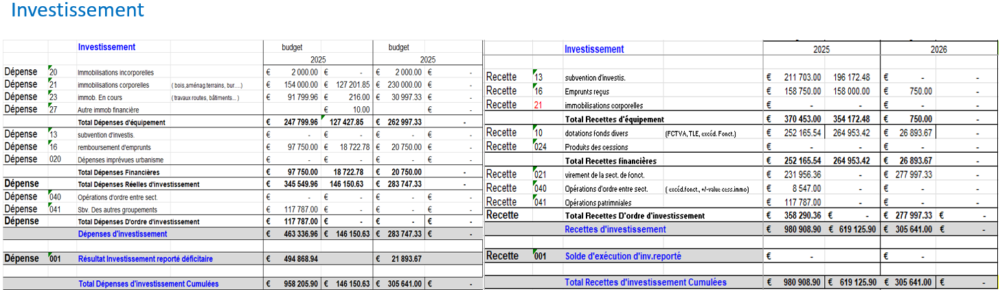 Investissement
Investissement budget budget
2025 2025
Dépense 20 Immobilisations incorporelles € 2 000.00 € - € 2 000.00 € -
Dépense 21 immobilisations corporelles ( bois,aménag.terrains, bur.....) € 154 000.00 € 127 201.85 € 230 000.00 € -
Dépense 23 immob. En cours ( travaux routes, bâtiments... ) € 91 799.96 € 216.00 € 30 997.33 € -
Dépense 27 Autre immob financière € 10.00 -
Total Dépenses d'équipement € 247 799.96 127 427.85 € 262 997.33 -
Dépense 13 subvention d'investis. € - € - € - € -
Dépense 16 remboursement d'emprunts € 97 750.00 € 18 722.78 € 20 750.00 € -
Dépense 020 Dépenses imprévues urbanisme € - € - € - € -
Total Dépenses Financières € 97 750.00 18 722.78 € 20 750.00 -
Dépense Total Dépenses Réelles d'investissement € 345 549.96 146 150.63 € 283 747.33 -
Dépense 040 Opérations d'ordre entre sect. € - € - € - € -
Dépense 041 Sbv. Des autres groupements € 117 787.00 € - € - € -
Dépense Total Dépenses D'ordre d'investissement € 117 787.00 € - € - € -
Dépenses d'investissement € 463 336.96 € 146 150.63 € 283 747.33 € -
Dépense 001 Résultat Investissement reporté déficitaire € 494 868.94 € 21 893.67
Total Dépenses d'investissement Cumulées € 958 205.90 € 146 150.63 € 305 641.00 € -
Investissement 2025 2026
Recette 13 subvention d'investis. € 211 703.00 196 172.48 € - -
Recette 16 Emprunts reçus € 158 750.00 158 000.00 € 750.00 -
Recette 21 immobilisations corporelles € - - € - -
Total Recettes d'équipement € 370 453.00 354 172.48 € 750.00 -
Recette 10 dotations fonds divers (FCTVA, TLE, excéd. Fonct.) € 252 165.54 264 953.42 € 26 893.67 -
Recette 024 Produits des cessions € - - € - -
Total Recettes financières € 252 165.54 264 953.42 € 26 893.67 -
Recette 021 virement de la sect. de fonct. € 231 956.36 - € 277 997.33 -
Recette 040 Opérations d'ordre entre sect. ( excéd.fonct., +/-value cess.immo) € 8 547.00 - € - -
Recette 041 Opérations patrimniales € 117 787.00 - € - -
Recette Total Recettes D'ordre d'investissement € 358 290.36 € - € 277 997.33 € -
Recettes d'investissement € 980 908.90 € 619 125.90 € 305 641.00 € -
Recette 001 Solde d'exécution d'inv.reporté € - € -
Total Recettes d'investissement Cumulées € 980 908.90 € 619 125.90 € 305 641.00 € -